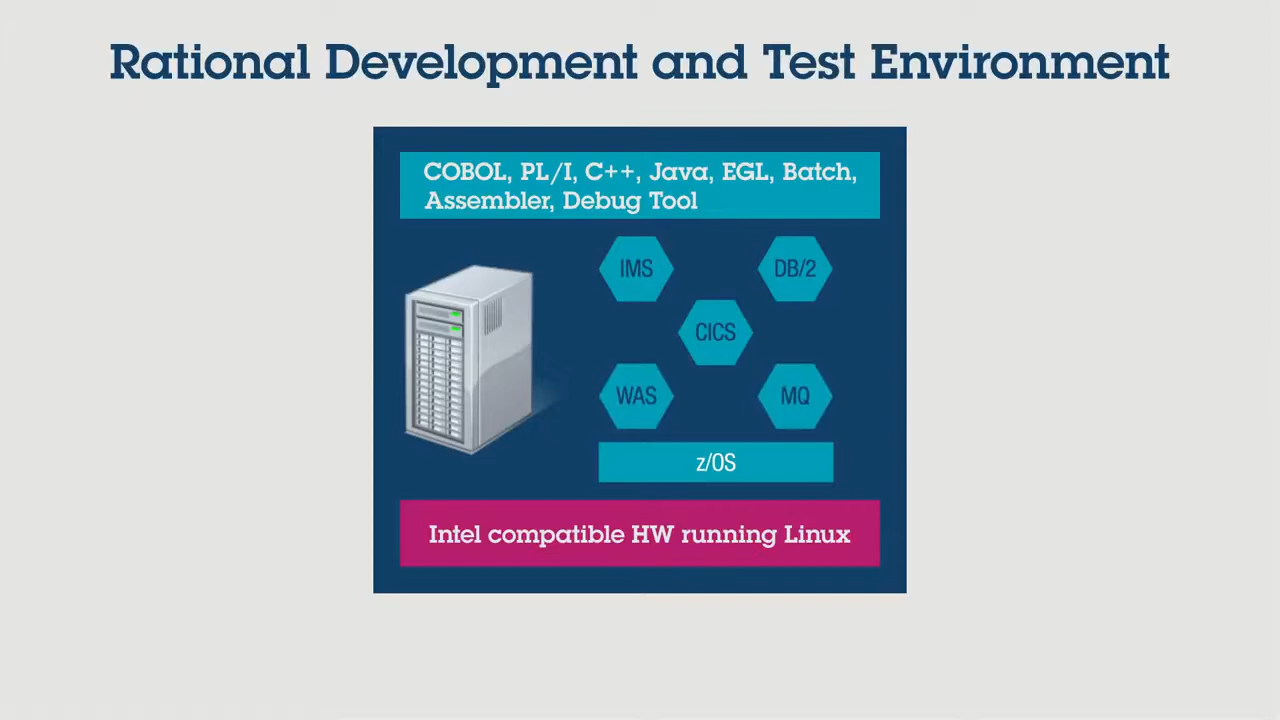 Rational Development and Test Environment
COBOL, PL/I, C++, Java, EGL, Batch,
Assembler, Debug Tool
IMS
DB/2
CICS
WAS
MQ
z/OS
Intel compatible HW running Linux